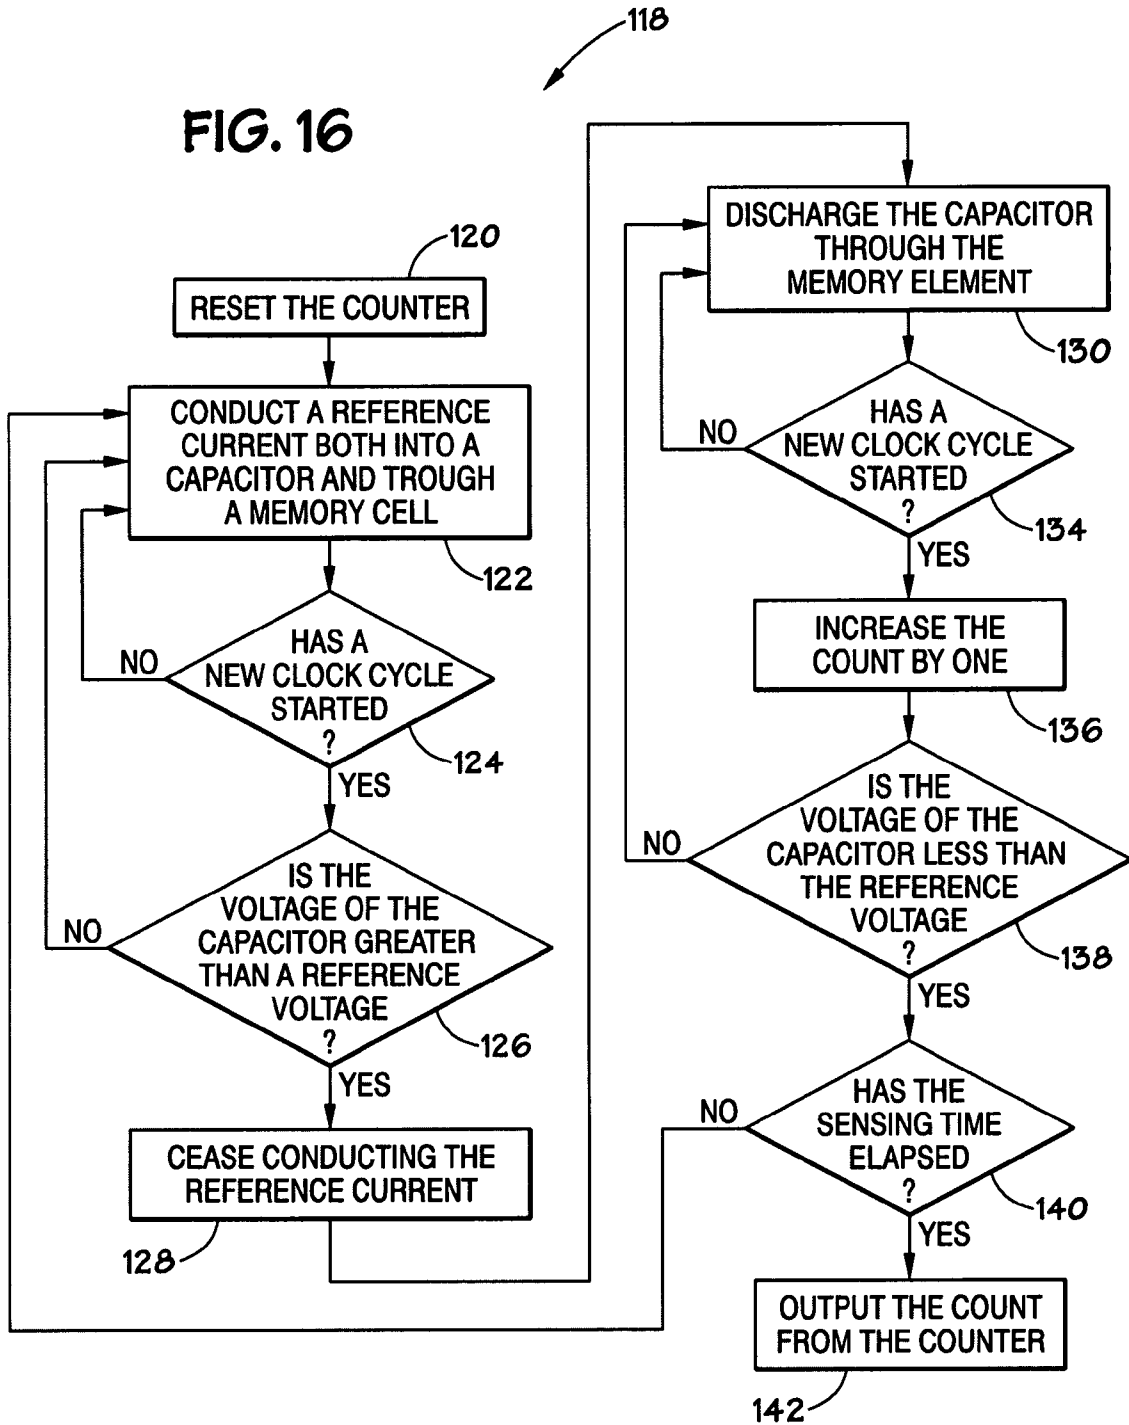 118
FIG. 16
120
RESET THE COUNTER
CONDUCT A REFERENCE
CURRENT BOTH INTO A
CAPACITOR AND TROUGH
A MEMORY CELL
122
HAS A
NEW CLOCK CYCLE
STARTED
?
NO
124
YES
IS THE
VOLTAGE OF THE
CAPACITOR GREATER
THAN A REFERENCE
VOLTAGE
?
NO
126
YES
CEASE CONDUCTING THE
REFERENCE CURRENT
128
DISCHARGE THE CAPACITOR
THROUGH THE
MEMORY ELEMENT
130
HAS A
NEW CLOCK CYCLE
STARTED
?
NO
134
YES
INCREASE THE
COUNT BY ONE
136
IS THE
VOLTAGE OF THE
CAPACITOR LESS THAN
THE REFERENCE
VOLTAGE
?
NO
138
YES
HAS THE
SENSING TIME
ELAPSED
?
NO
140
YES
OUTPUT THE COUNT
FROM THE COUNTER
142